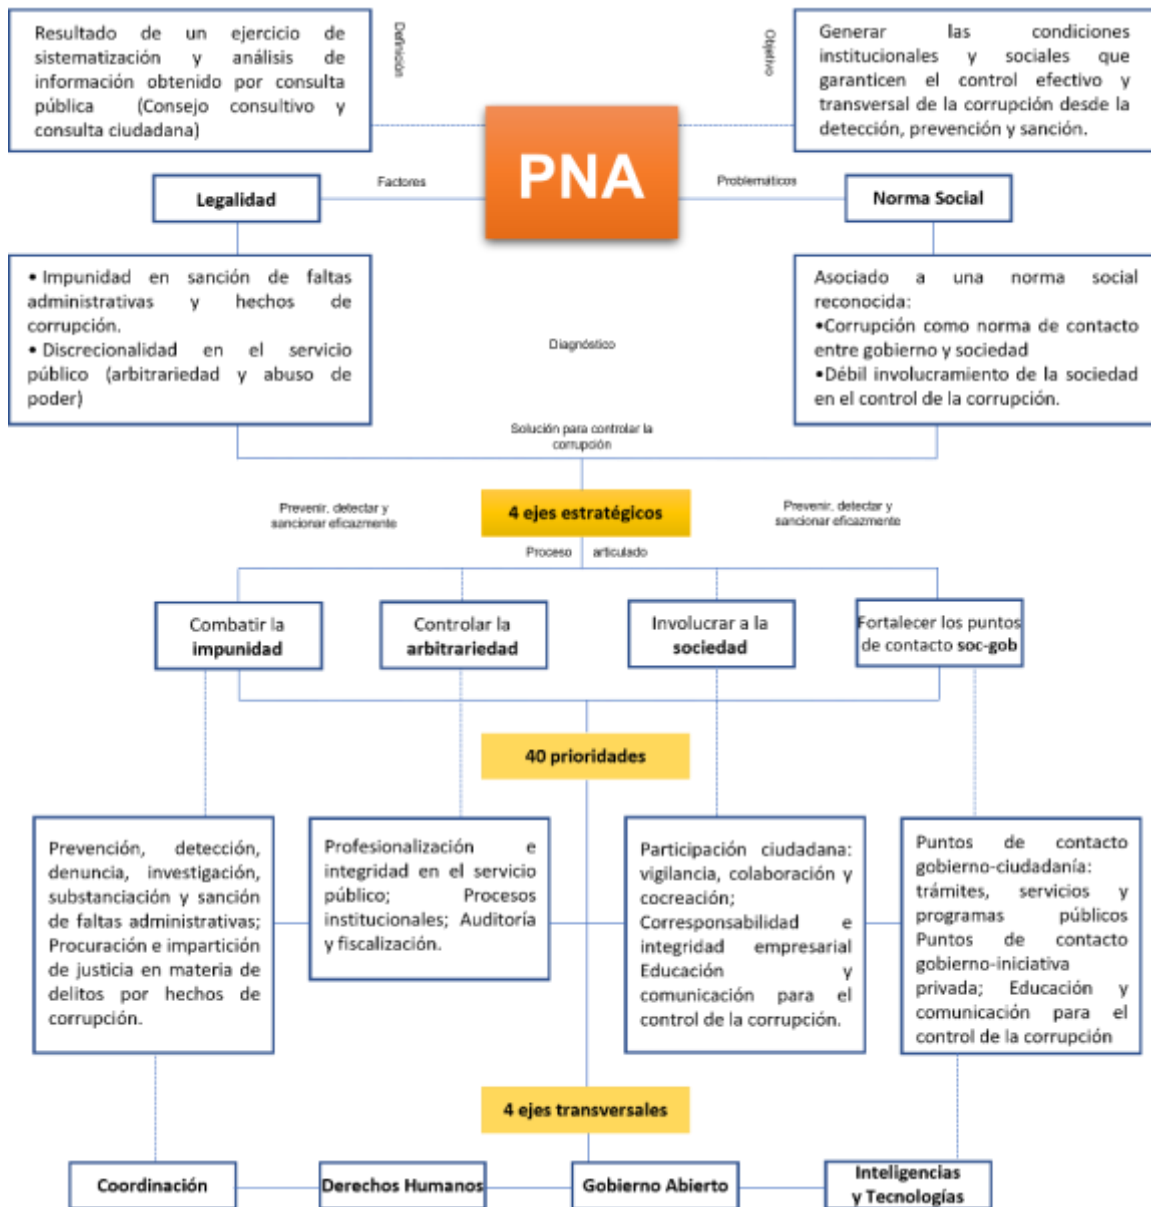 Resultado de un ejercicio de
sistematización y análisis de
información obtenido por consulta
pública (Consejo consultivo y
consulta ciudadana)
Definición
Objetivo
Generar las condiciones
institucionales y sociales que
garanticen el control efectivo y
transversal de la corrupción desde la
detección, prevención y sanción.
PNA
Factores
Problemáticos
Legalidad
Norma Social
• Impunidad en sanción de faltas
administrativas y hechos de
corrupción.
• Discrecionalidad en el servicio
público (arbitrariedad y abuso de
poder)
Diagnóstico
Asociado a una norma social
reconocida:
•Corrupción como norma de contacto
entre gobierno y sociedad
•Débil involucramiento de la sociedad
en el control de la corrupción.
Solución para controlar la
corrupción
Prevenir, detectar y
sancionar eficazmente
4 ejes estratégicos
Prevenir, detectar y
sancionar eficazmente
Proceso articulado
Combatir la
impunidad
Controlar la
arbitrariedad
Involucrar a la
sociedad
Fortalecer los puntos
de contacto soc-gob
40 prioridades
Prevención, detección,
denuncia, investigación,
substanciación y sanción
de faltas administrativas;
Procuración e impartición
de justicia en materia de
delitos por hechos de
corrupción.
Profesionalización e
integridad en el servicio
público; Procesos
institucionales; Auditoría
y fiscalización.
Participación ciudadana:
vigilancia, colaboración y
cocreación;
Corresponsabilidad e
integridad empresarial
Educación y
comunicación para el
control de la corrupción.
Puntos de contacto
gobierno-ciudadanía:
trámites, servicios y
programas públicos
Puntos de contacto
gobierno-iniciativa
privada; Educación y
comunicación para el
control de la corrupción
4 ejes transversales
Coordinación
Derechos Humanos
Gobierno Abierto
Inteligencias
y Tecnologías